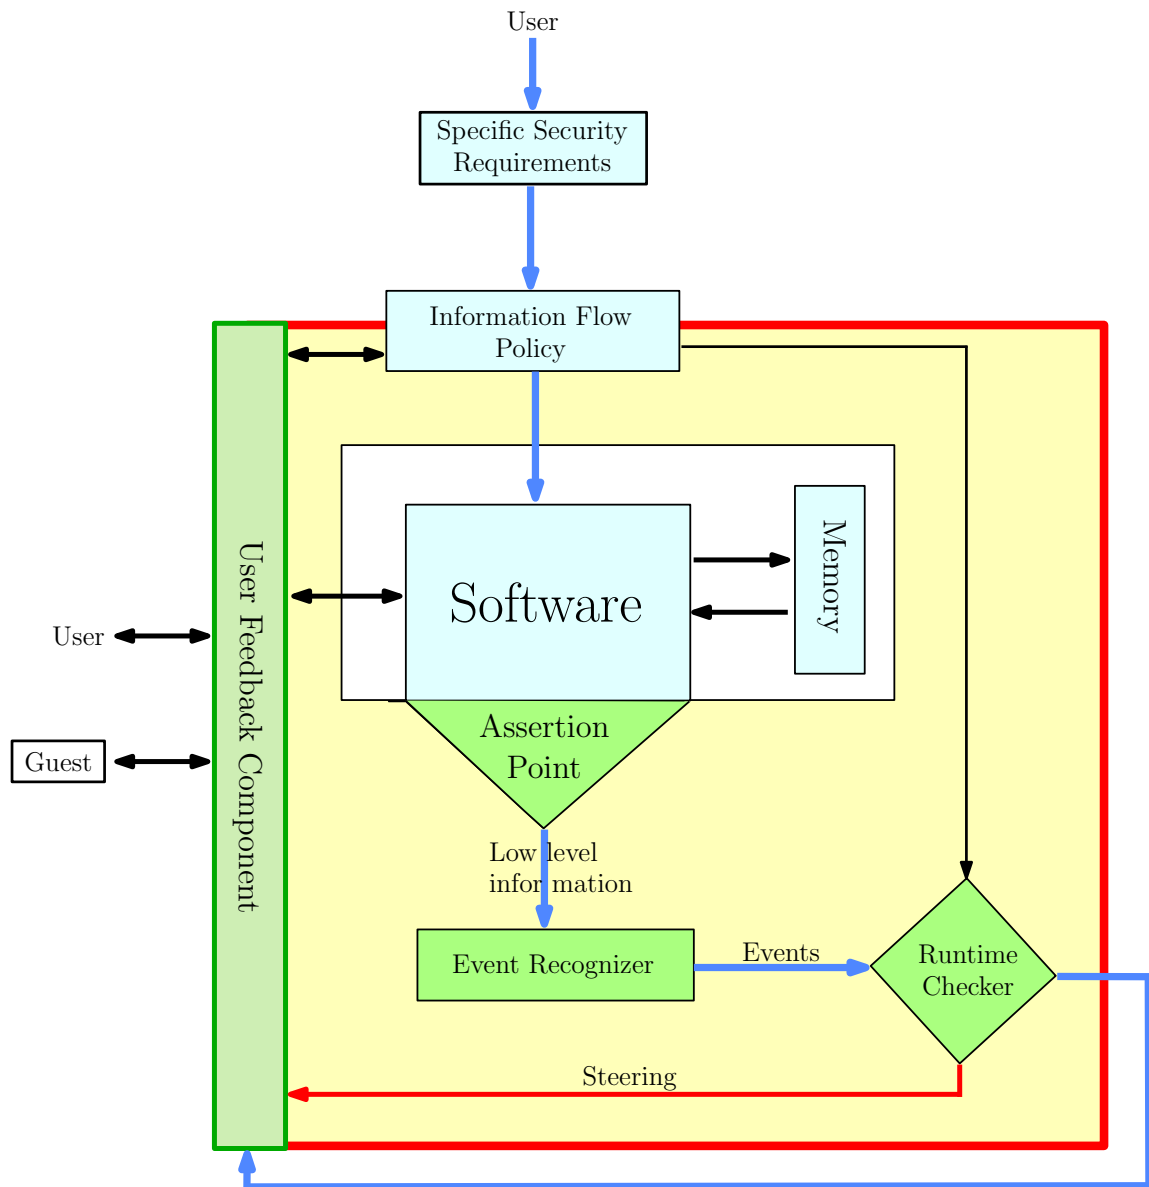 User
Specific Security
Requirements
Information Flow
Policy
Software
Memory
User Feedback Component
User
Guest
Assertion
Point
Low level
information
Event Recognizer
Events
Runtime
Checker
Steering